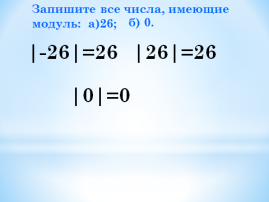 Запишите все числа, имеющие
модуль: а)26; б) 0.
|-26|=26 |26|=26
|0|=0